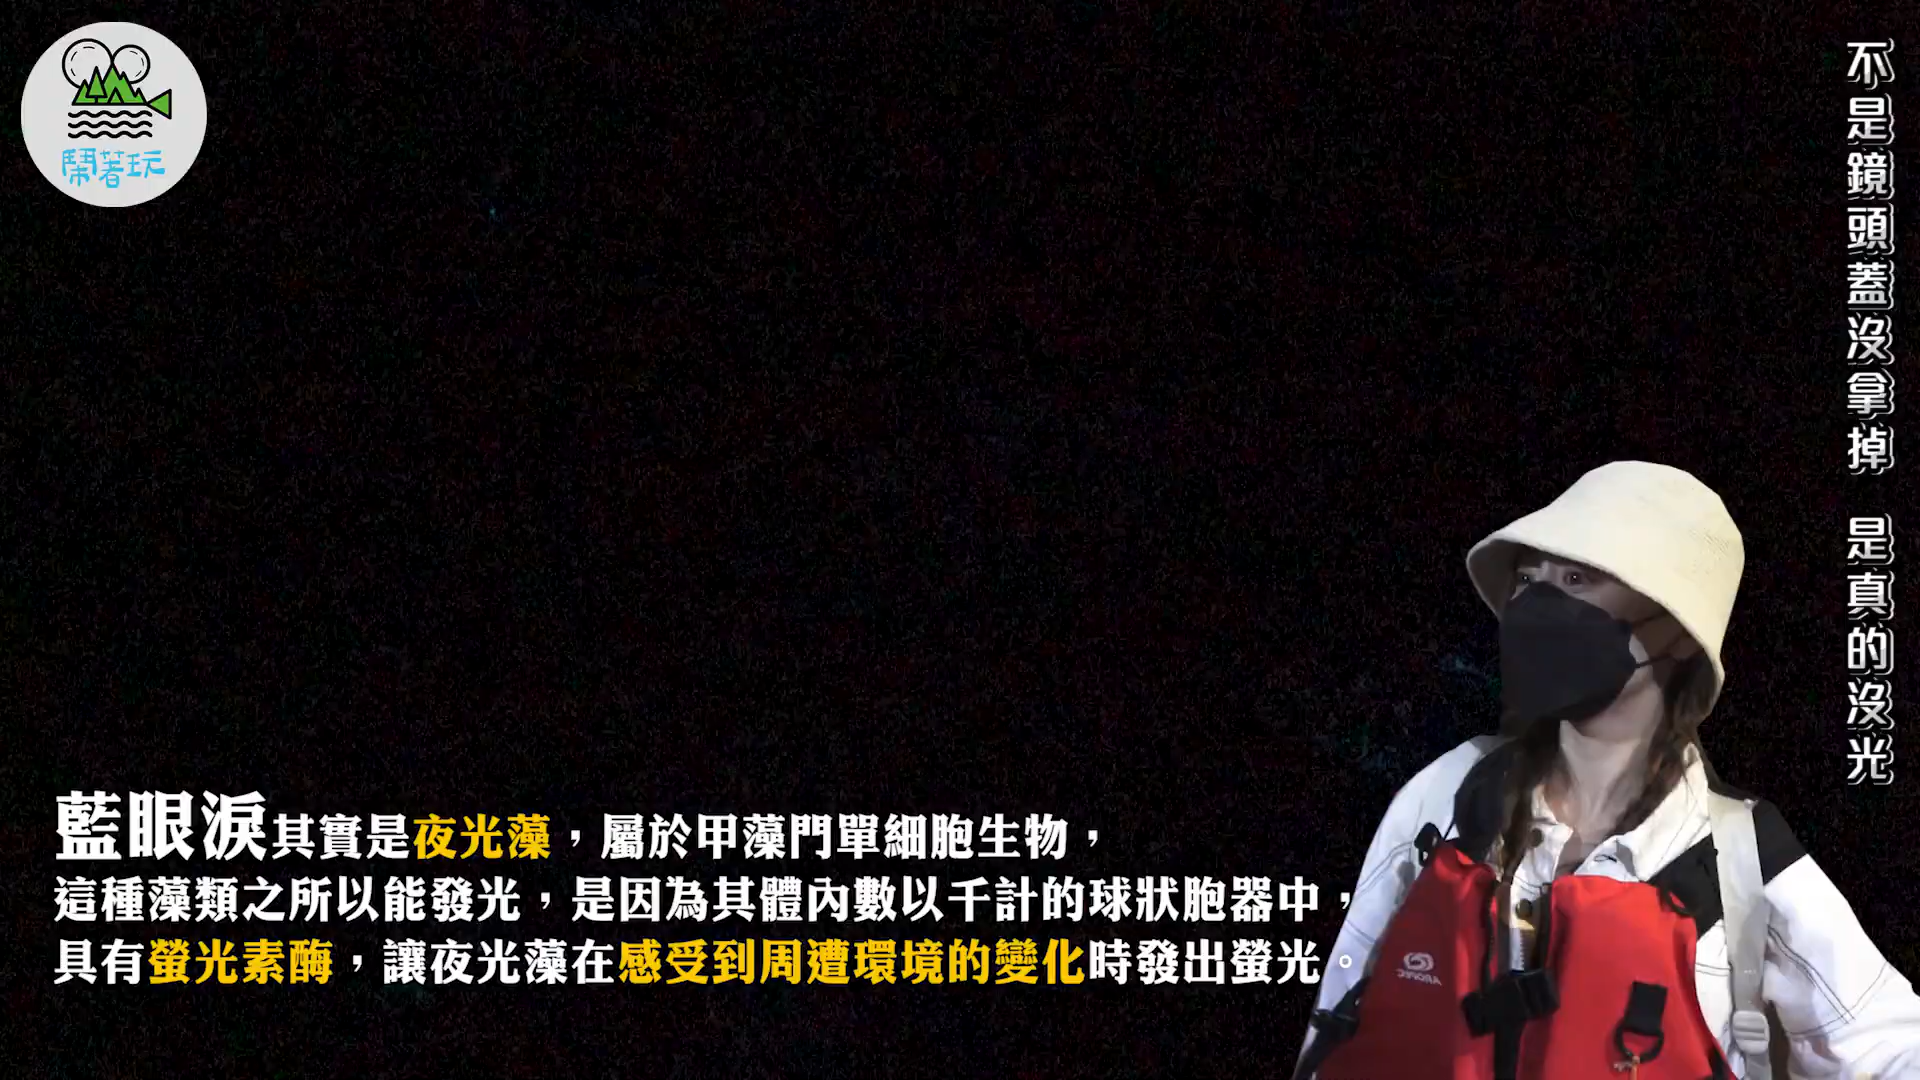 鬧著玩
不是鏡頭蓋沒拿掉 是真的沒光
藍眼淚其實是夜光藻，屬於甲藻門單細胞生物，
這種藻類之所以能發光，是因為其體內數以千計的球狀胞器中，
具有螢光素酶，讓夜光藻在感受到周遭環境的變化時發出螢光。